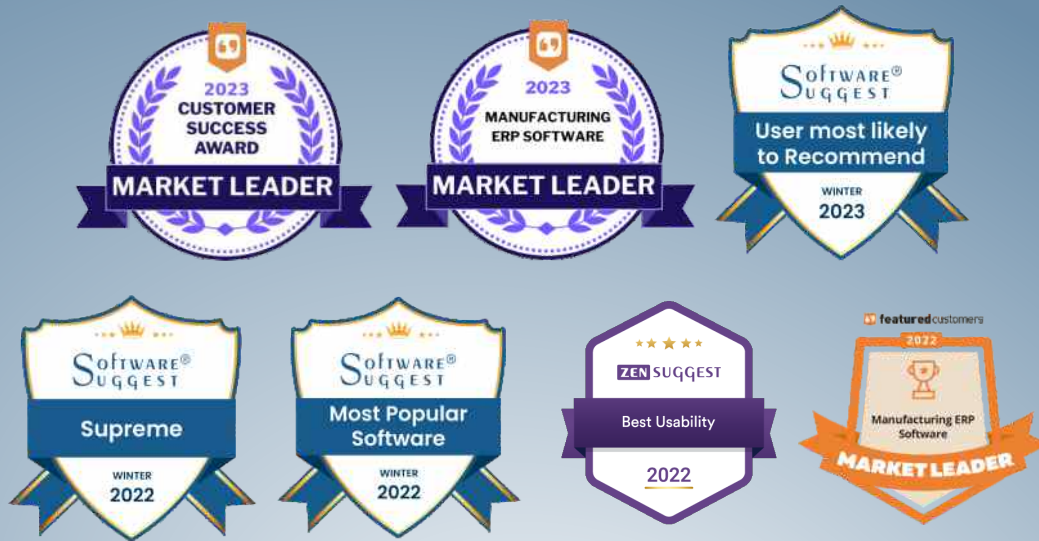 2023
CUSTOMER
SUCCESS
AWARD
MARKET LEADER
2023
MANUFACTURING
ERP SOFTWARE
MARKET LEADER
SOFTWARE®
SUGGEST
User most likely
to Recommend
WINTER
2023
SOFTWARE®
SUGGEST
Supreme
WINTER
2022
SOFTWARE®
SUGGEST
Most Popular
Software
WINTER
2022
ZEN SUGGEST
Best Usability
2022
featuredcustomers
2022
Manufacturing ERP
Software
MARKET LEADER